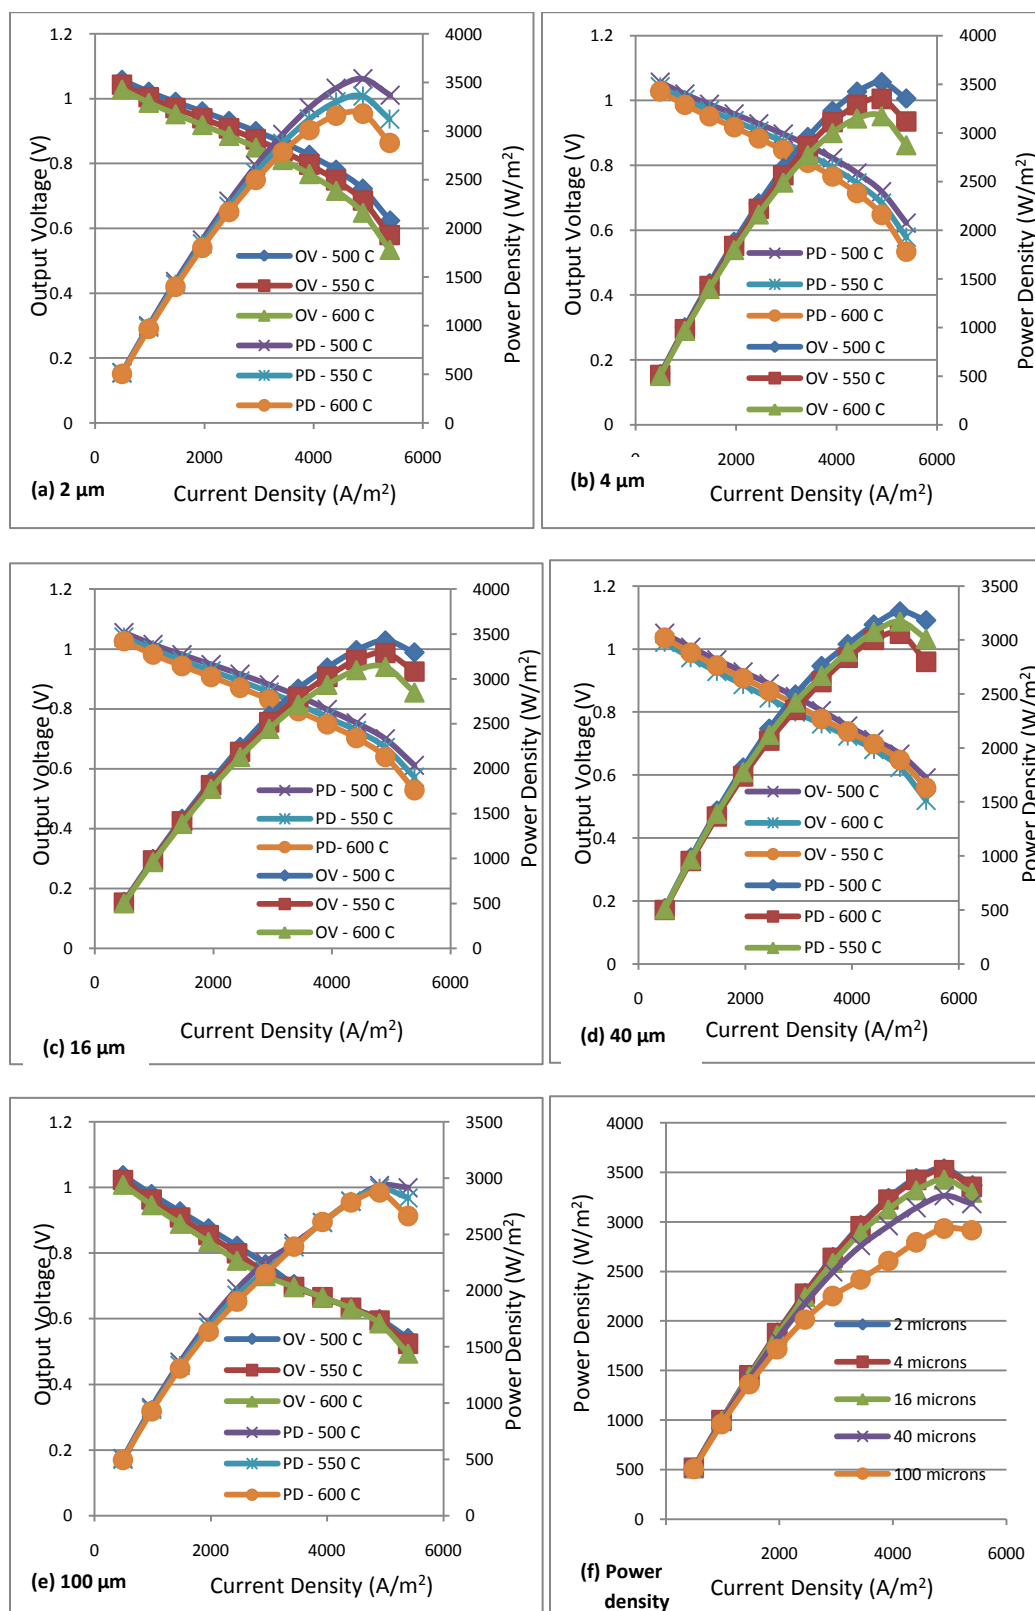 1.2
1
0.8
0.6
0.4
0.2
0
Output Voltage (V)
4000
3500
3000
2500
2000
1500
1000
500
0
Power Density (W/m2)
OV - 500 C
OV - 550 C
OV - 600 C
PD - 500 C
PD - 550 C
PD - 600 C
0 2000 4000 6000
(a) 2 µm
Current Density (A/m2)
1.2
1
0.8
0.6
0.4
0.2
0
Output Voltage (V)
4000
3500
3000
2500
2000
1500
1000
500
0
Power Density (W/m2)
PD - 500 C
PD - 550 C
PD - 600 C
OV - 500 C
OV - 550 C
OV - 600 C
2000 4000 6000
(b) 4 µm
Current Density (A/m2)
1.2
1
0.8
0.6
0.4
0.2
0
Output Voltage (V)
4000
3500
3000
2500
2000
1500
1000
500
0
Power Density (W/m2)
PD - 500 C
PD - 550 C
PD- 600 C
OV - 500 C
OV - 550 C
OV - 600 C
0 2000 4000 6000
Current Density (A/m2)
(c) 16 µm
1.2
1
0.8
0.6
0.4
0.2
0
Output Voltage (V)
3500
3000
2500
2000
1500
1000
500
0
Power Density (W/m2)
OV- 500 C
OV - 600 C
OV - 550 C
PD - 500 C
PD - 600 C
PD - 550 C
0 2000 4000 6000
Current Density (A/m2)
(d) 40 µm
1.2
1
0.8
0.6
0.4
0.2
0
Output Voltage (V)
3500
3000
2500
2000
1500
1000
500
0
Power Density (W/m2)
OV - 500 C
OV - 550 C
OV - 600 C
PD - 500 C
PD - 550 C
PD - 600 C
0 2000 4000 6000
(e) 100 µm
Current Density (A/m2)
4000
3500
3000
2500
2000
1500
1000
500
0
Power Density (W/m2)
2 microns
4 microns
16 microns
40 microns
100 microns
0 2000 4000 6000
(f) Power
density
Current Density (A/m2)